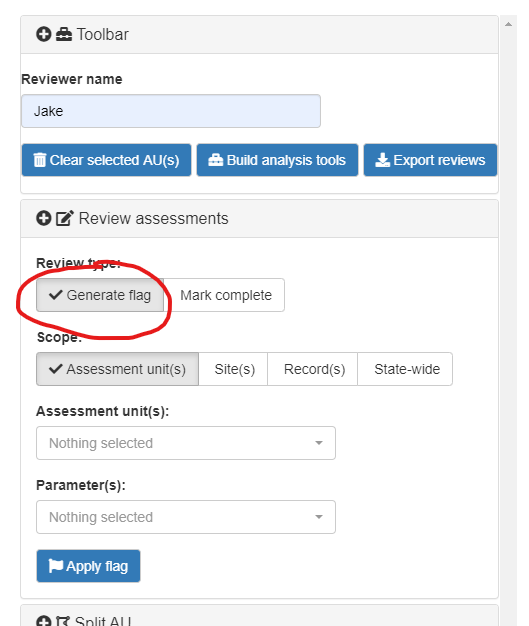 Toolbar
Reviewer name
Jake
Clear selected AU(s) Build analysis tools Export reviews
Review assessments
Review type:
Generate flag Mark complete
Scope:
Assessment unit(s) Site(s) Record(s) State-wide
Assessment unit(s):
Nothing selected
Parameter(s):
Nothing selected
Apply flag
Split AU